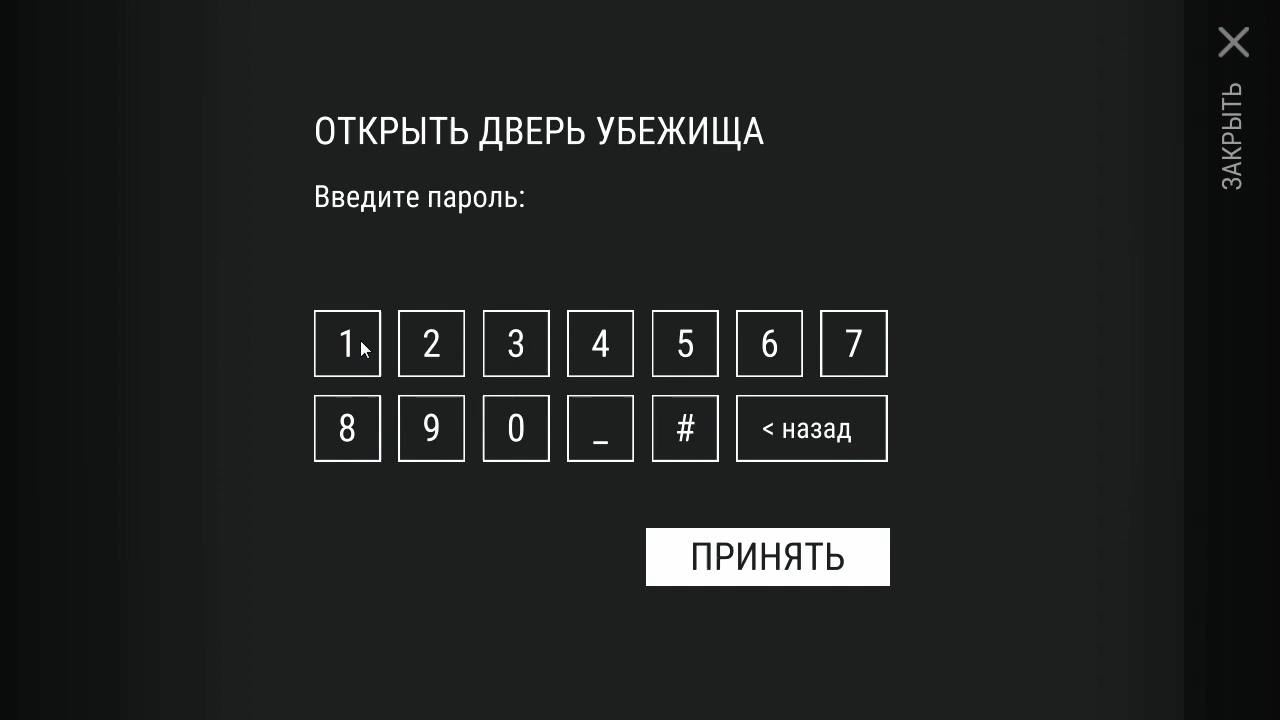 ОТКРЫТЬ ДВЕРЬ УБЕЖИЩА
Введите пароль:
1 2 3 4 5 6 7
8 9 0 _ # < назад
ПРИНЯТЬ
ЗАКРЫТЬ